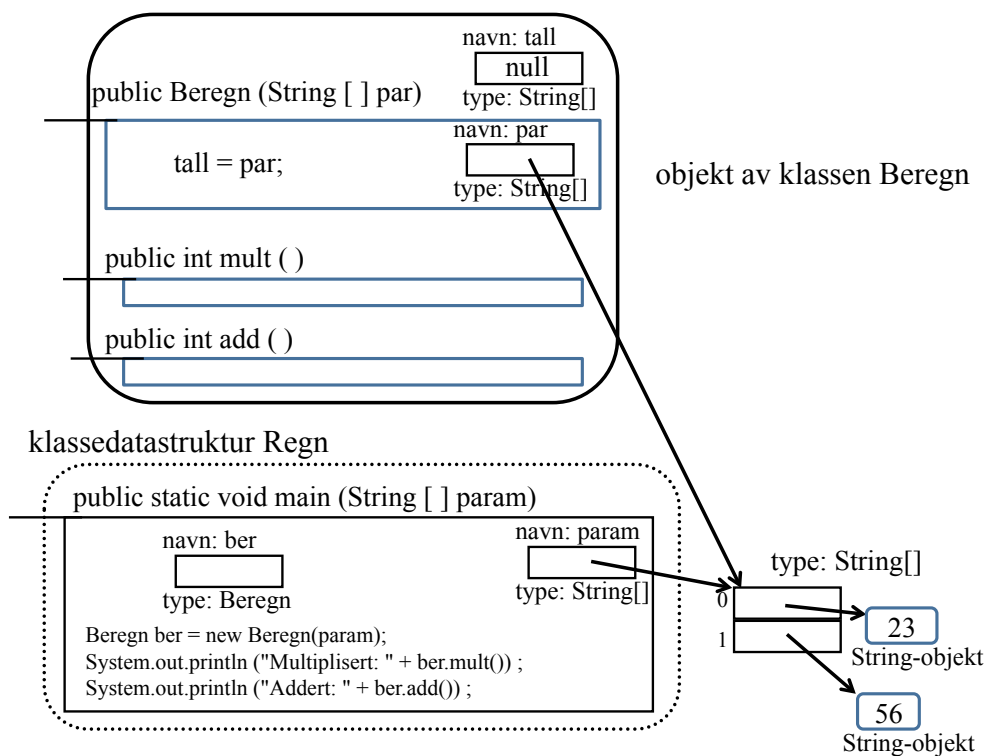 navn: tall
null
type: String[]
public Beregn (String [ ] par)
navn: par
tall = par;
type: String[]
objekt av klassen Beregn
public int mult ( )
public int add ( )
klassedatastruktur Regn
public static void main (String [ ] param)
navn: ber
type: Beregn
navn: param
type: String[]
Beregn ber = new Beregn(param);
System.out.println ("Multiplisert: " + ber.mult()) ;
System.out.println ("Addert: " + ber.add()) ;
type: String[]
0
1
23
String-objekt
56
String-objekt